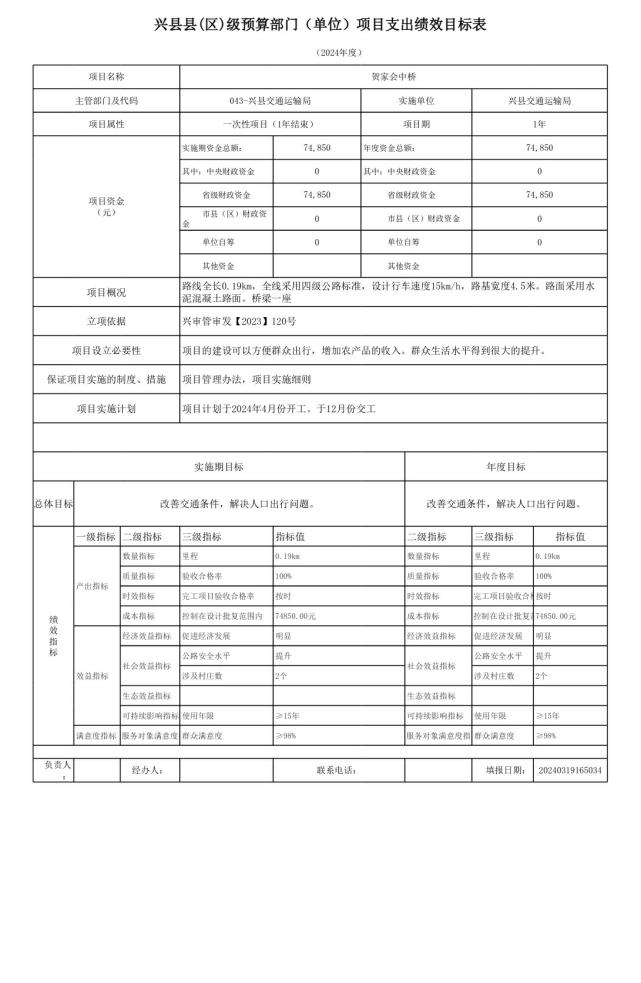 兴县县(区)级预算部门（单位）项目支出绩效目标表
（2024年度）
项目名称 贺家会中桥
主管部门及代码 043-兴县交通运输局 实施单位 兴县交通运输局
项目属性 一次性项目（1年结束） 项目期 1年
项目资金
（元）
实施期资金总额: 74,850 年度资金总额: 74,850
其中: 中央财政资金 0 其中: 中央财政资金 0
省级财政资金 74,850 省级财政资金 74,850
市县（区）财政资
金
0 市县（区）财政资金 0
单位自筹 0 单位自筹 0
其他资金 其他资金
项目概况 路线全长0.19km, 全线采用四级公路标准，设计行车速度15km/h，路基宽度4.5米。路面采用水
泥混凝土路面。桥梁一座
立项依据 兴审管审发【2023】120号
项目设立必要性 项目的建设可以方便群众出行，增加农产品的收入。群众生活水平得到很大的提升。
保证项目实施的制度、措施 项目管理办法，项目实施细则
项目实施计划 项目计划于2024年4月份开工。于12月份交工
实施期目标 年度目标
总体目标 改善交通条件，解决人口出行问题。 改善交通条件，解决人口出行问题。
绩效指标
一级指标 二级指标 三级指标 指标值 二级指标 三级指标 指标值
产出指标
数量指标 里程 0.19km 数量指标 里程 0.19km
质量指标 验收合格率 100% 质量指标 验收合格率 100%
时效指标 完工项目验收合格率 按时 时效指标 完工项目验收合 按时
成本指标 控制在设计批复范围内 74850.00元 成本指标 控制在设计批 74850.00元
效益指标
经济效益指标 促进经济发展 明显 经济效益指标 促进经济发展 明显
社会效益指标 公路安全水平 提升 社会效益指标 公路安全水平 提升
涉及村庄数 2个 涉及村庄数 2个
生态效益指标 生态效益指标
可持续影响指标 使用年限 ≥15年 可持续影响指标 使用年限 ≥15年
满意度指标 服务对象满意度 群众满意度 ≥98% 服务对象满意度指 群众满意度 ≥98%
负责人
：
经办人： 联系电话： 填报日期： 20240319165034